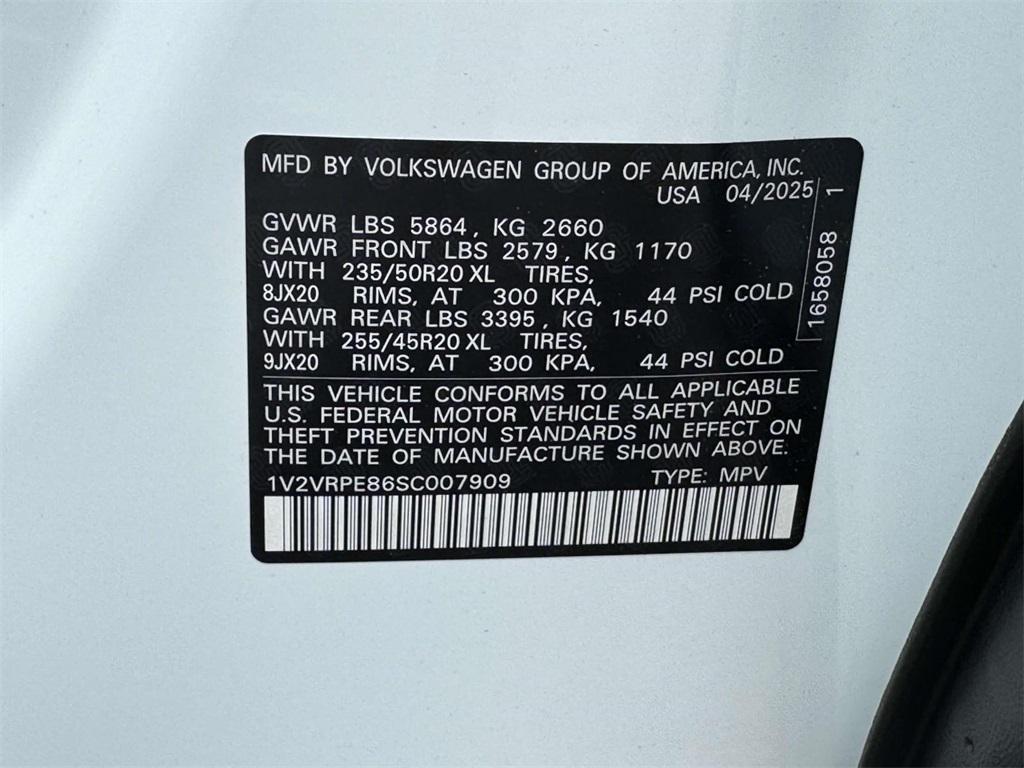 MFD BY VOLKSWAGEN GROUP OF AMERICA, INC.
USA 04/2025
GVWR LBS 5864, KG 2660
GAWR FRONT LBS 2579, KG 1170
WITH 235/50R20 XL TIRES,
8JX20 RIMS, AT 300 KPA, 44 PSI COLD
GAWR REAR LBS 3395, KG 1540
WITH 255/45R20 XL TIRES,
9JX20 RIMS, AT 300 KPA, 44 PSI COLD
1658058 1
THIS VEHICLE CONFORMS TO ALL APPLICABLE
U.S. FEDERAL MOTOR VEHICLE SAFETY AND
THEFT PREVENTION STANDARDS IN EFFECT ON
THE DATE OF MANUFACTURE SHOWN ABOVE.
1V2VRPE86SC007909 TYPE: MPV